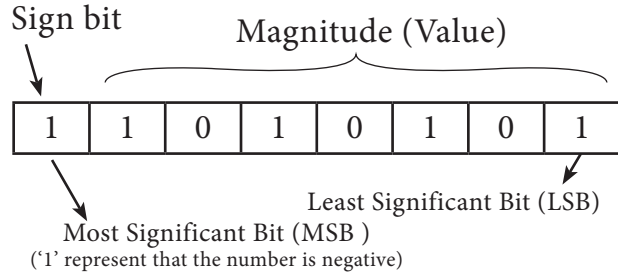 Sign bit
Magnitude (Value)
1 1 0 1 0 1 0 1
Least Significant Bit (LSB)
Most Significant Bit (MSB )
(‘1’ represent that the number is negative)